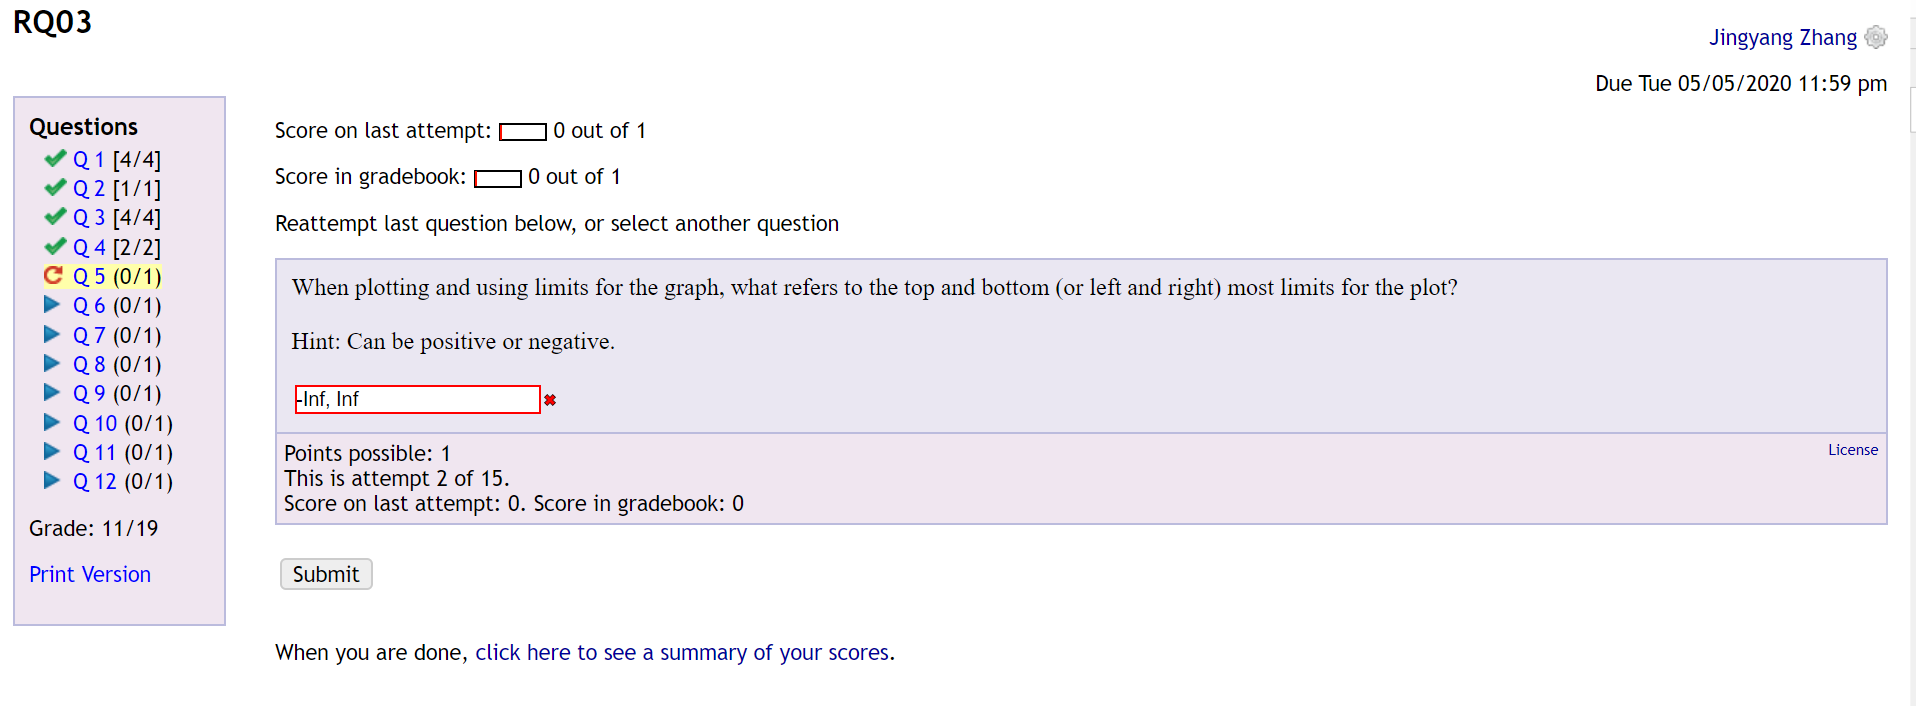 RQ03
Jingyang Zhang
Due Tue 05/05/2020 11:59 pm
Questions
Q 1 [4/4]
Q 2 [1/1]
Q 3 [4/4]
Q 4 [2/2]
Q 5 (0/1)
Q 6 (0/1)
Q 7 (0/1)
Q 8 (0/1)
Q 9 (0/1)
Q 10 (0/1)
Q 11 (0/1)
Q 12 (0/1)
Grade: 11/19
Print Version
Score on last attempt: 0 out of 1
Score in gradebook: 0 out of 1
Reattempt last question below, or select another question
When plotting and using limits for the graph, what refers to the top and bottom (or left and right) most limits for the plot?
Hint: Can be positive or negative.
-Inf, Inf
Points possible: 1
License
This is attempt 2 of 15.
Score on last attempt: 0. Score in gradebook: 0
Submit
When you are done, click here to see a summary of your scores.